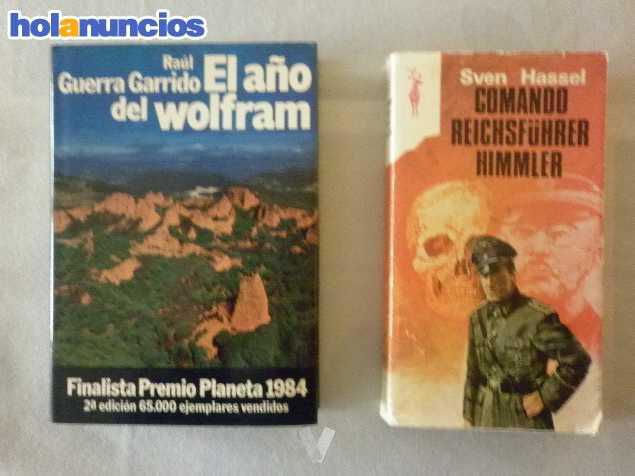 holanuncios
Raúl
Guerra Garrido El año
del wolfram
Finalista Premio Planeta 1984
2ª edición 65.000 ejemplares vendidos
Sven Hassel
COMANDO
REICHSFÜHRER
HIMMLER